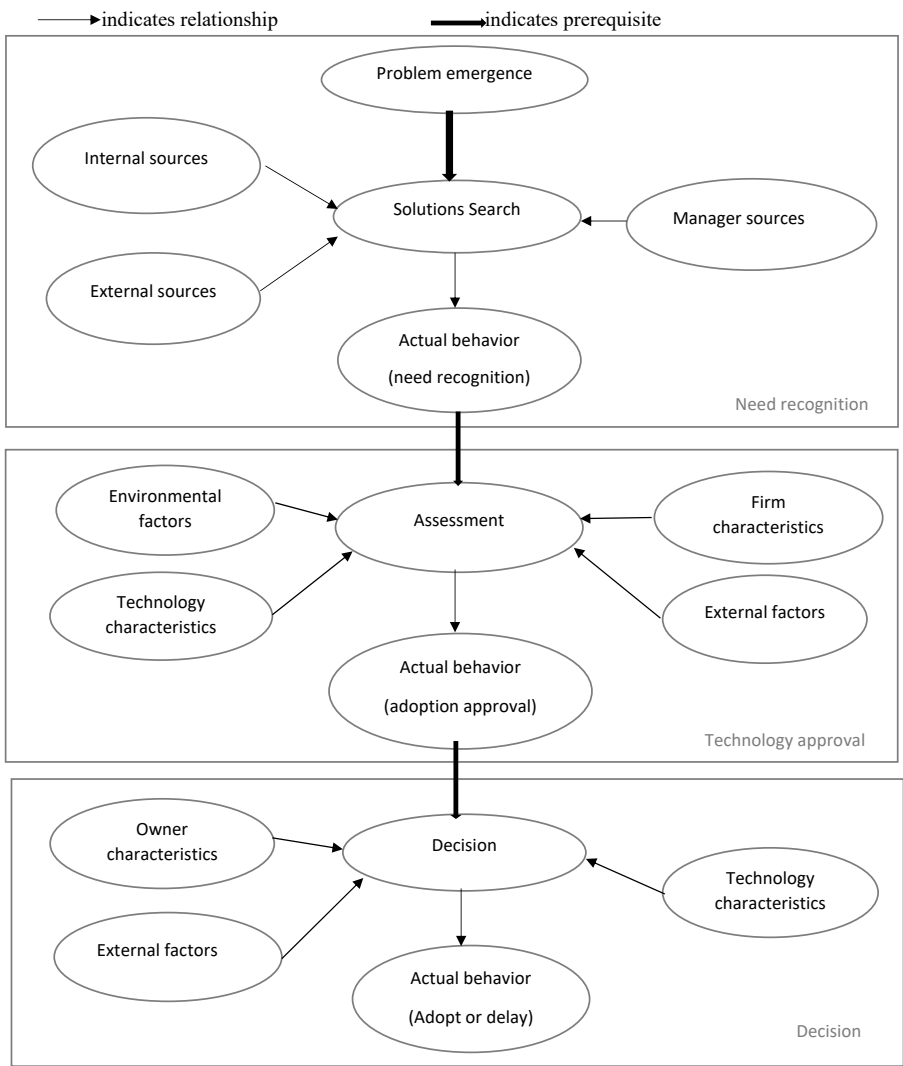 indicates relationship
indicates prerequisite
Problem emergence
Internal sources
Solutions Search
Manager sources
External sources
Actual behavior
(need recognition)
Need recognition
Environmental
factors
Assessment
Firm
characteristics
Technology
characteristics
External factors
Actual behavior
(adoption approval)
Technology approval
Owner
characteristics
Decision
Technology
characteristics
External factors
Actual behavior
(Adopt or delay)
Decision